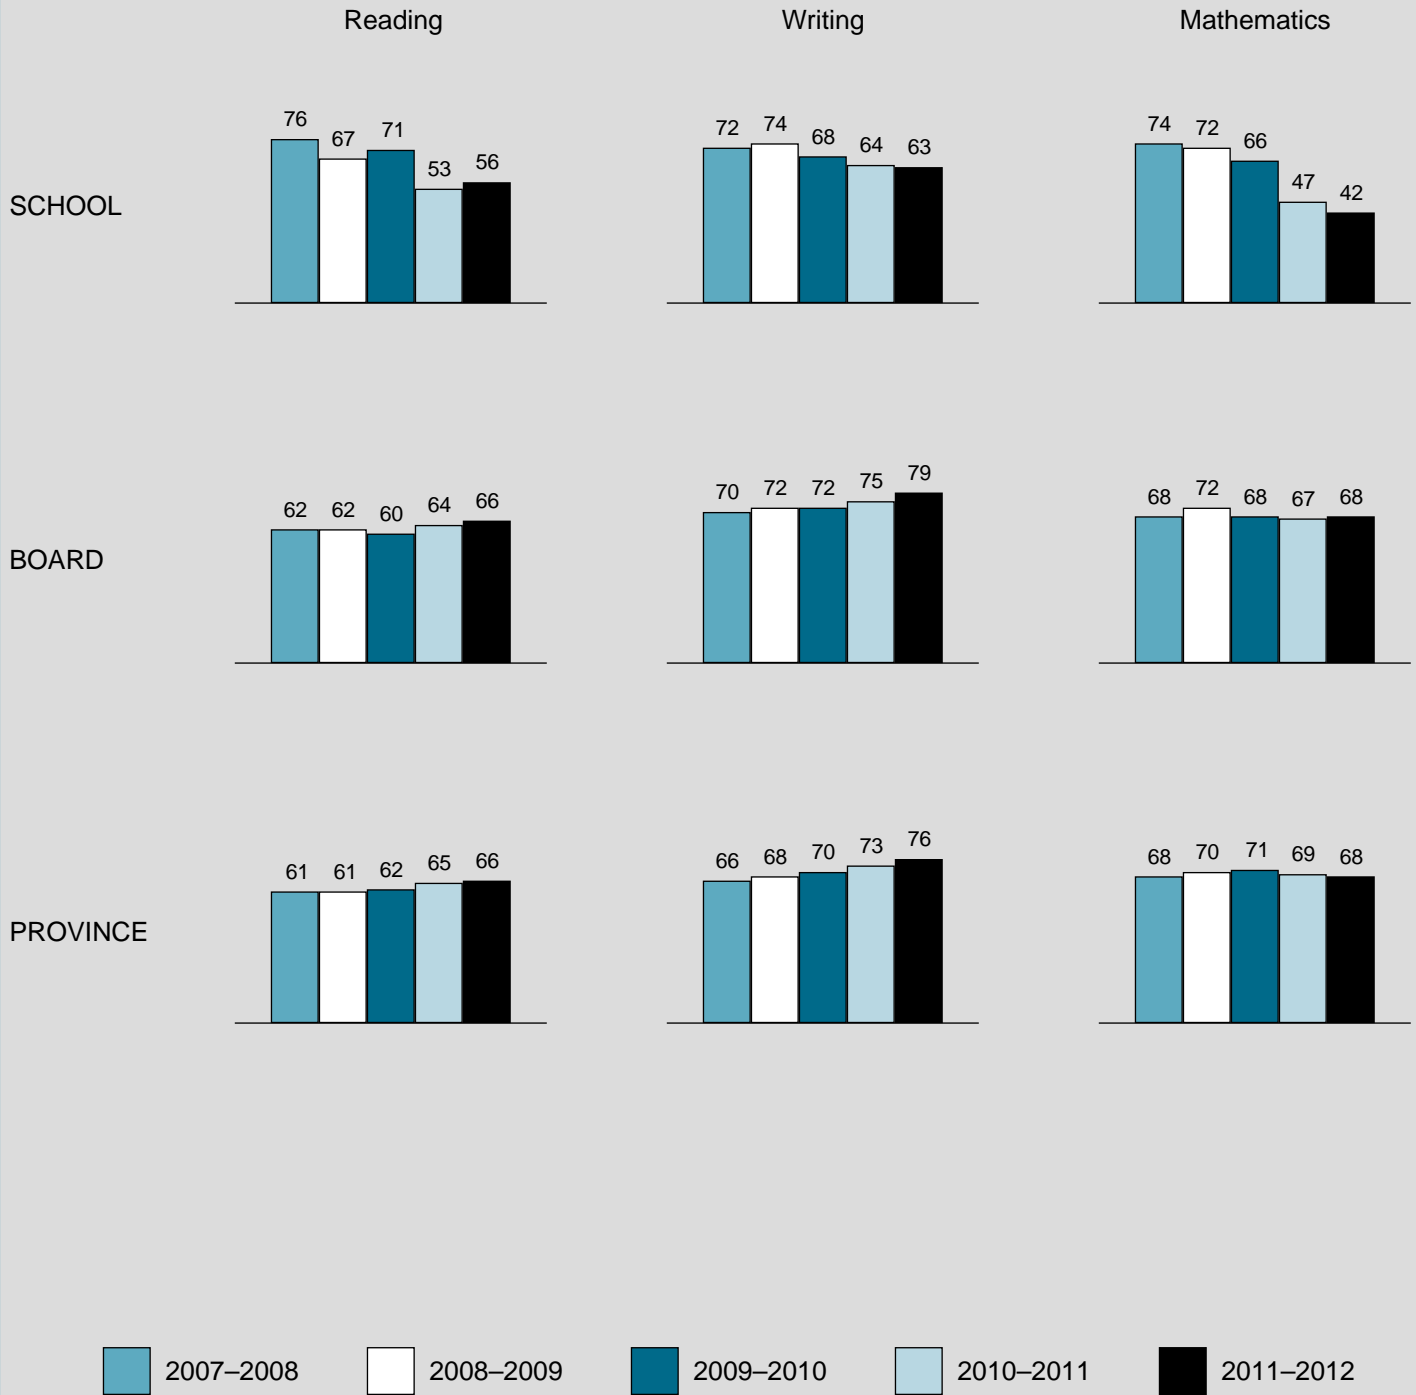 Reading Writing Mathematics
76 67 71 53 56 72 74 68 64 63 74 72 66 47 42
SCHOOL
62 62 60 64 66 70 72 72 75 79 68 72 68 67 68
BOARD
61 61 62 65 66 66 68 70 73 76 68 70 71 69 68
PROVINCE
2007–2008 2008–2009 2009–2010 2010–2011 2011–2012